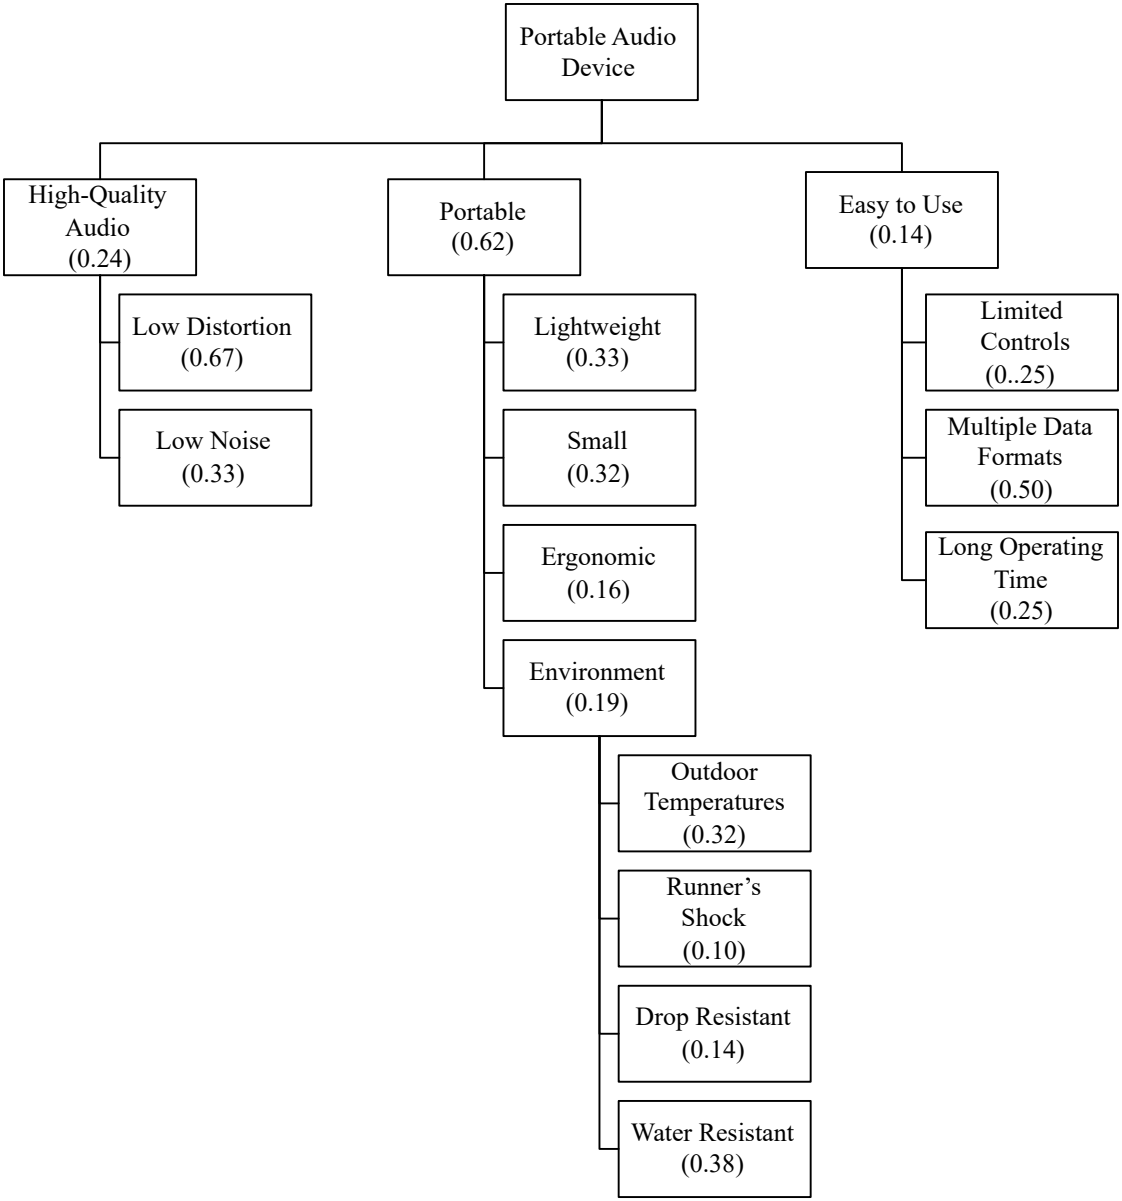 Portable Audio
Device
High-Quality
Audio
(0.24)
Low Distortion
(0.67)
Low Noise
(0.33)
Portable
(0.62)
Lightweight
(0.33)
Small
(0.32)
Ergonomic
(0.16)
Environment
(0.19)
Outdoor
Temperatures
(0.32)
Runner’s
Shock
(0.10)
Drop Resistant
(0.14)
Water Resistant
(0.38)
Easy to Use
(0.14)
Limited
Controls
(0..25)
Multiple Data
Formats
(0.50)
Long Operating
Time
(0.25)